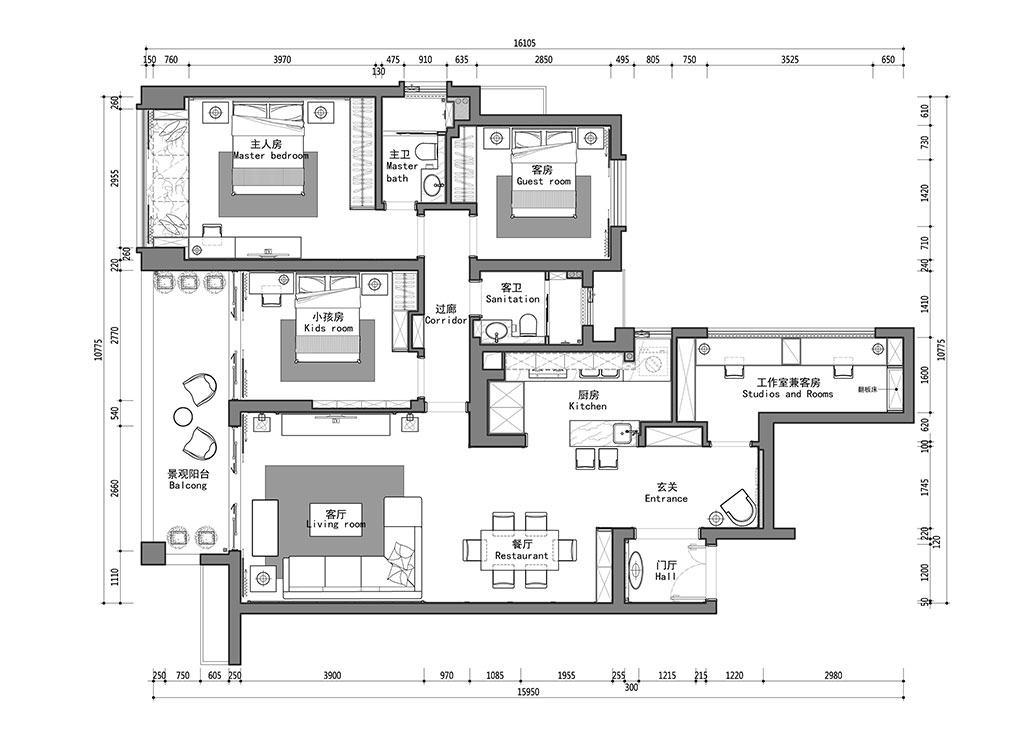 16105
150 760 3970 130 475 910 635 2850 495 805 750 3525 650
260
2955
260
220
2770
540
2660
1110
10775
610
730
1420
710
240
1410
1600
620
100
1745
220
120
1200
50
10775
主人房
Master bedroom
主卫
Master
bath
客房
Guest room
小孩房
Kids room
过廊
Corridor
客卫
Sanitation
厨房
Kitchen
工作室兼客房
Studios and Rooms
翻板床
景观阳台
Balcong
客厅
Living room
餐厅
Restaurant
玄关
Entrance
门厅
Hall
250 750 605 250 3900 970 1085 1955 255 300 1215 215 1220 2980
15950